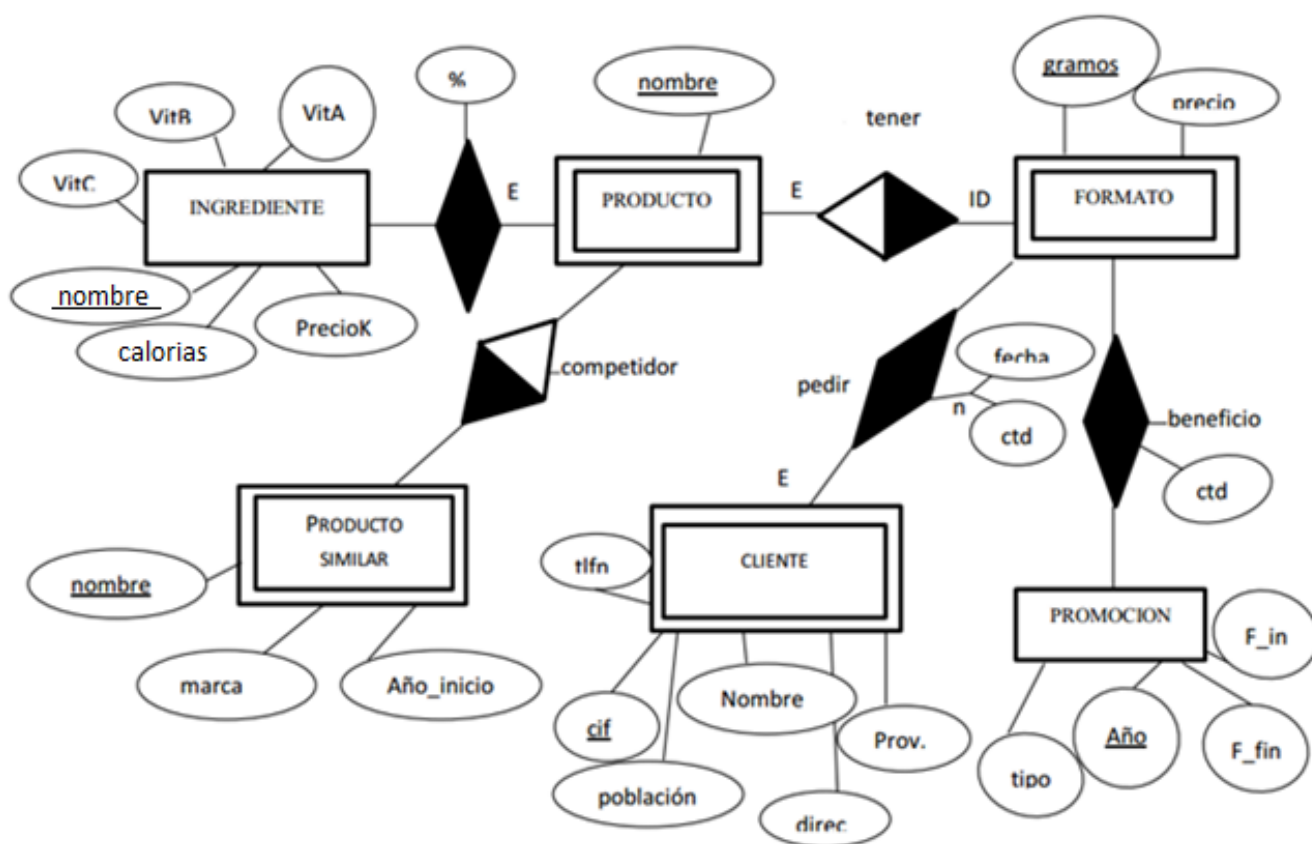 %
nombre
gramos
precio
tener
VitB
VitA
VitC
INGREDIENTE
E
PRODUCTO
E
ID
FORMATO
nombre
calorias
PrecioK
competidor
pedir
fecha
n
ctd
beneficio
ctd
E
PRODUCTO
SIMILAR
nombre
marca
Año_inicio
tlfn
CLIENTE
cif
población
Nombre
Prov.
direc
PROMOCION
F_in
tipo
Año
F_fin